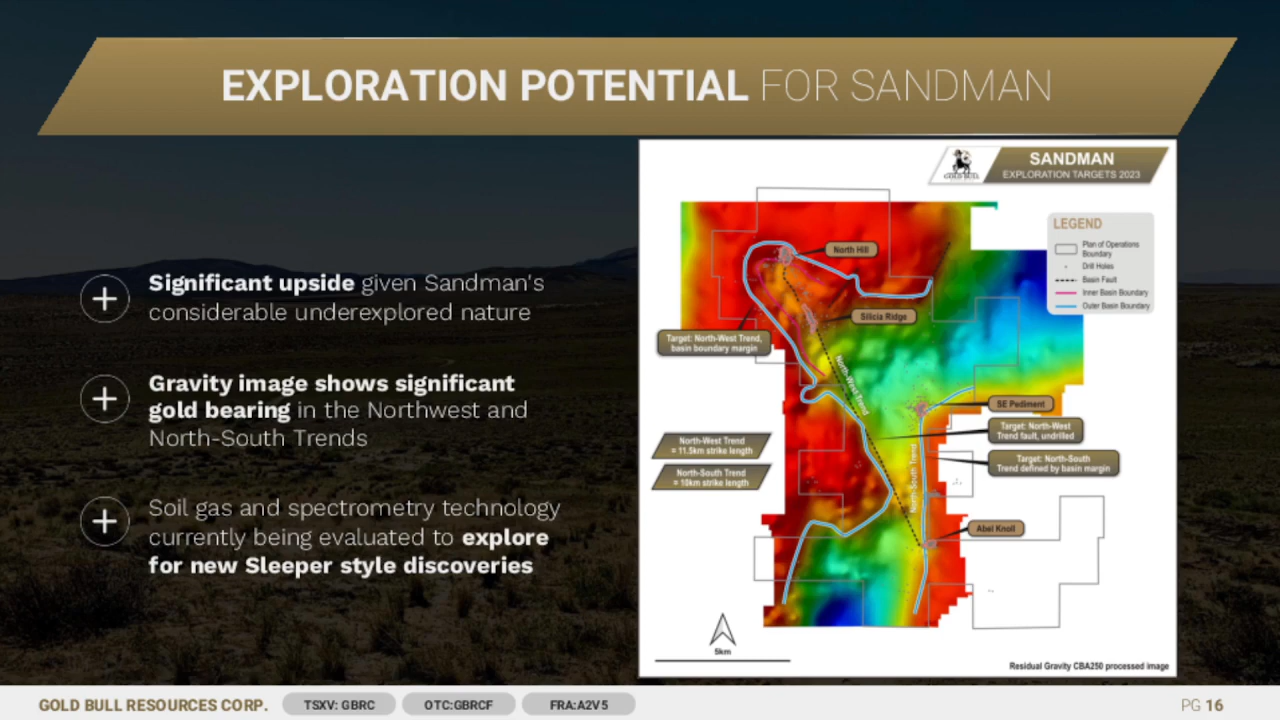 EXPLORATION POTENTIAL FOR SANDMAN
Significant upside given Sandman's
considerable underexplored nature
Gravity image shows significant
gold bearing in the Northwest and
North-South Trends
Soil gas and spectrometry technology
currently being evaluated to explore
for new Sleeper style discoveries
GOLD BULL
SANDMAN
EXPLORATION TARGETS 2023
LEGEND
Plan of Operations
Boundary
Drill Holes
Basin Fault
Inner Basin Boundary
Outer Basin Boundary
North Hill
Silicia Ridge
Target: North-West Trend,
basin boundary margin
North-West Trend
SE Pediment
Target: North-West
Trend fault, undrilled
North-West Trend
= 11.5km strike length
Target: North-South
Trend defined by basin margin
North-South Trend
= 10km strike length
North-South Trend
Abel Knoll
5km
Residual Gravity CBA250 processed image
GOLD BULL RESOURCES CORP.
TSXV: GBRC
OTC:GBRCF
FRA:A2V5
PG 16